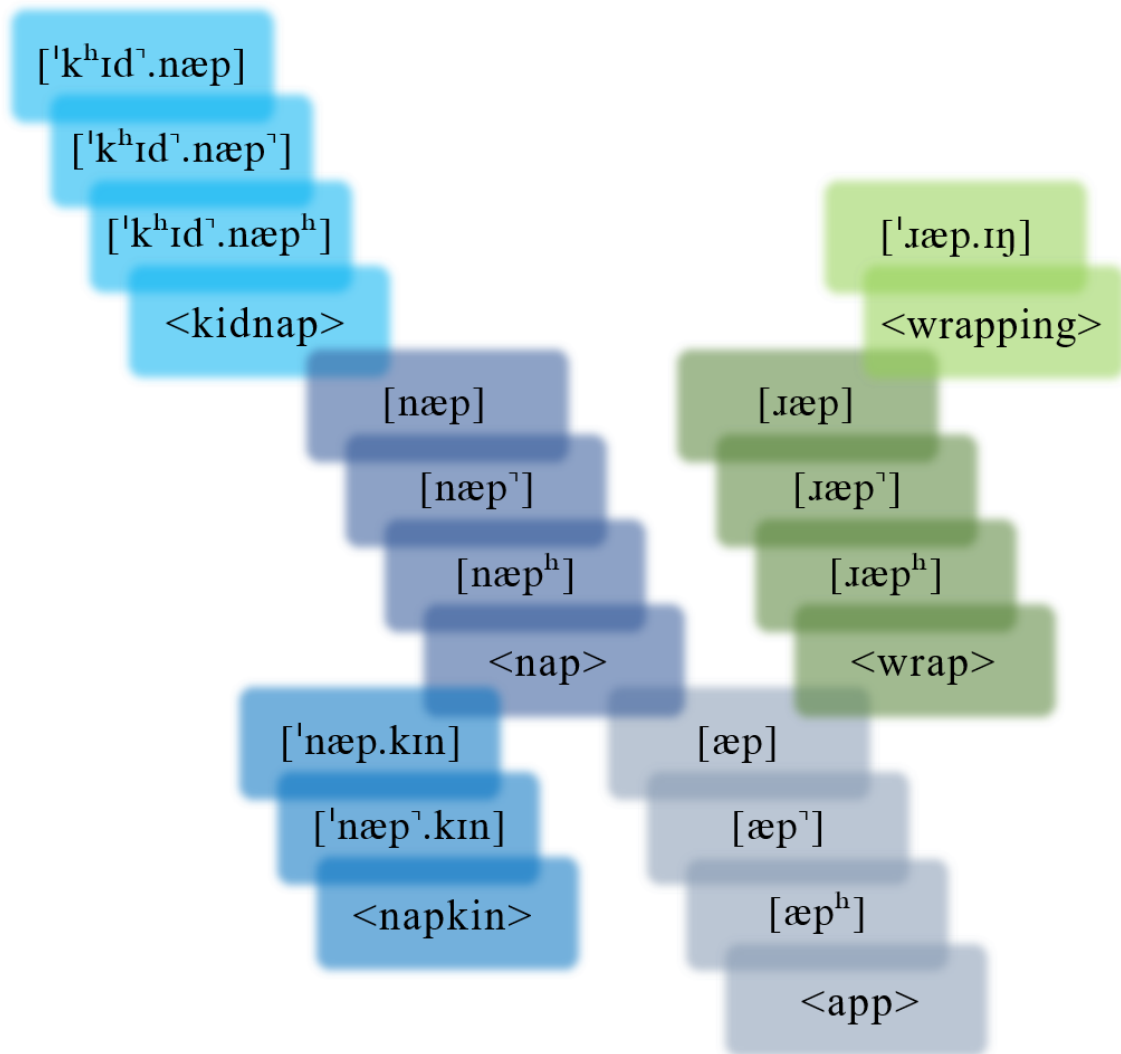 [ˈkʰɪd̚.næp]
[ˈkʰɪd̚.næp̚]
[ˈkʰɪd̚.næpʰ]
<kidnap>
[ˈɹæp.ɪŋ]
<wrapping>
[næp]
[næp̚]
[næpʰ]
<nap>
[ɹæp]
[ɹæp̚]
[ɹæpʰ]
<wrap>
[ˈnæp.kɪn]
[ˈnæp̚.kɪn]
<napkin>
[æp]
[æp̚]
[æpʰ]
<app>